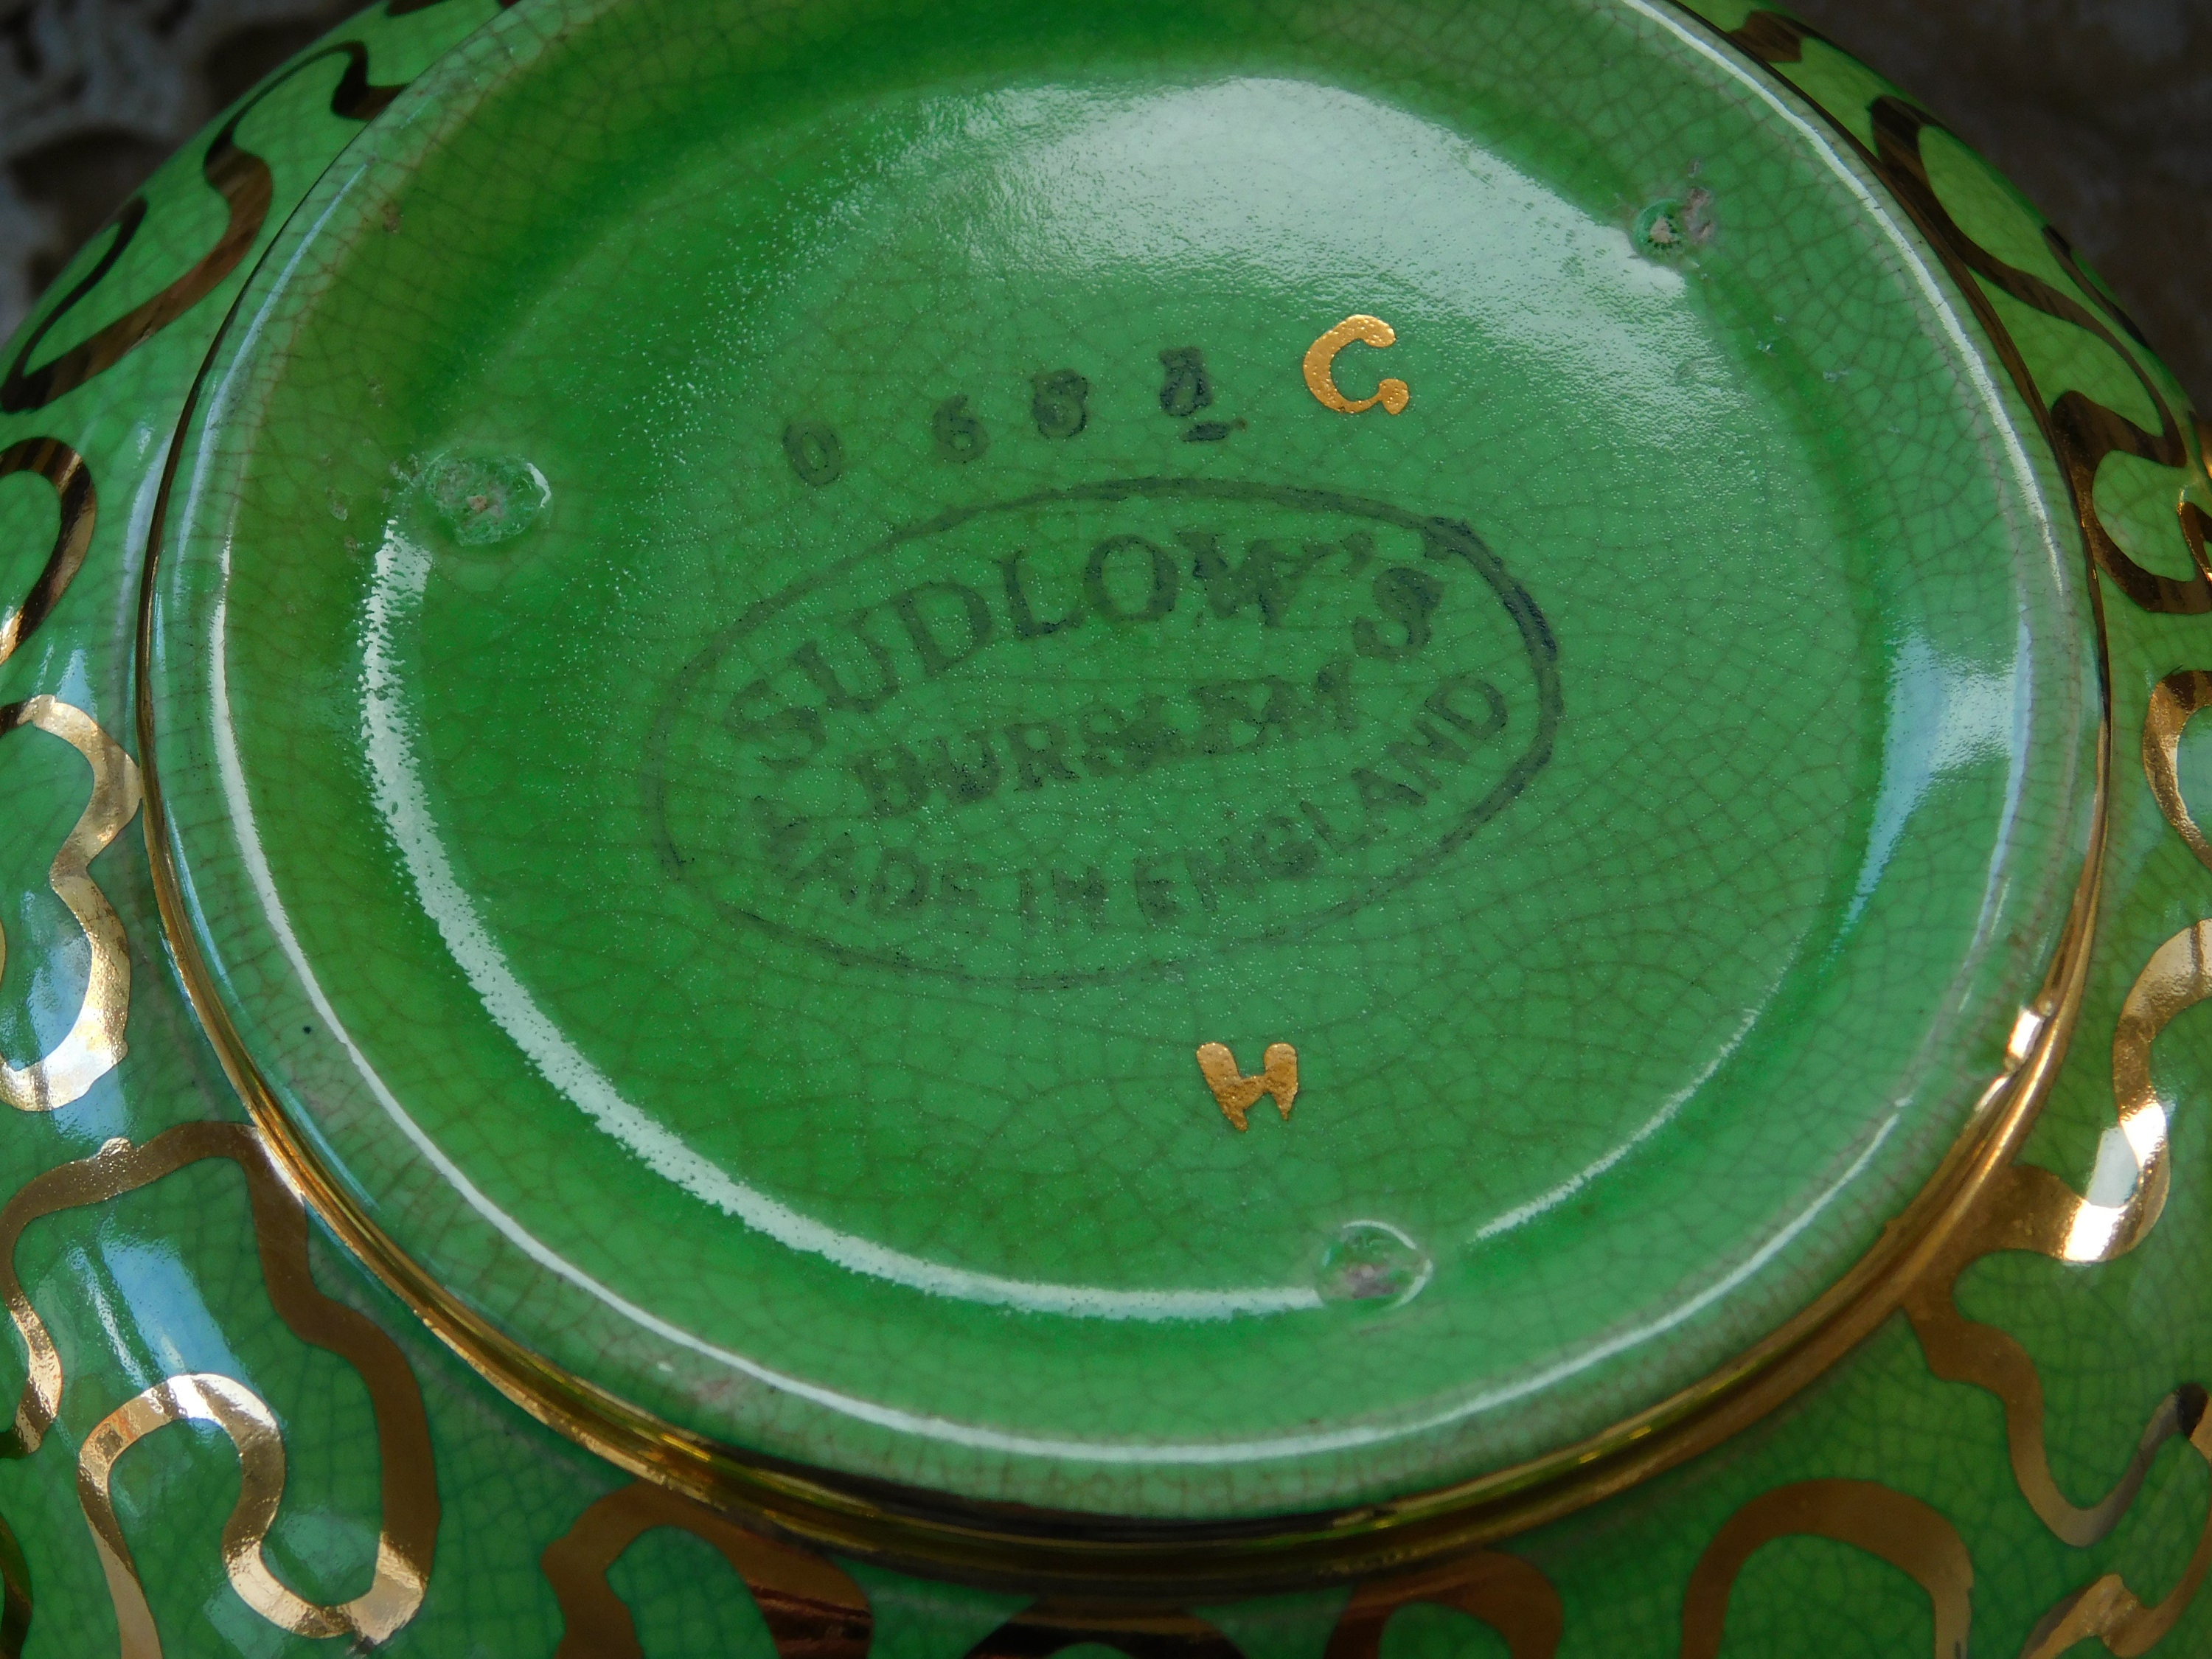 C
SUDLOW'S
BURSLEM
MADE IN ENGLAND
H